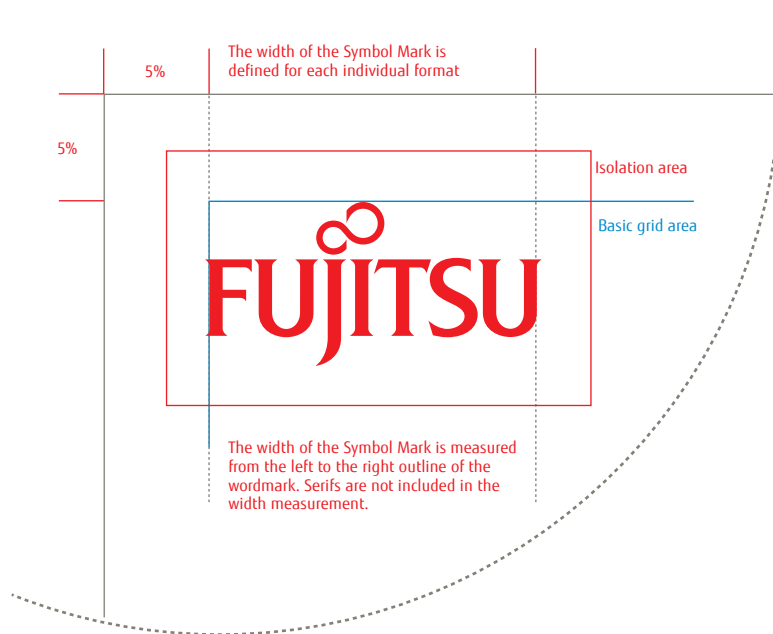 The width of the Symbol Mark is
defined for each individual format
5%
5%
Isolation area
Basic grid area
FUJITSU
The width of the Symbol Mark is measured
from the left to the right outline of the
wordmark. Serifs are not included in the
width measurement.